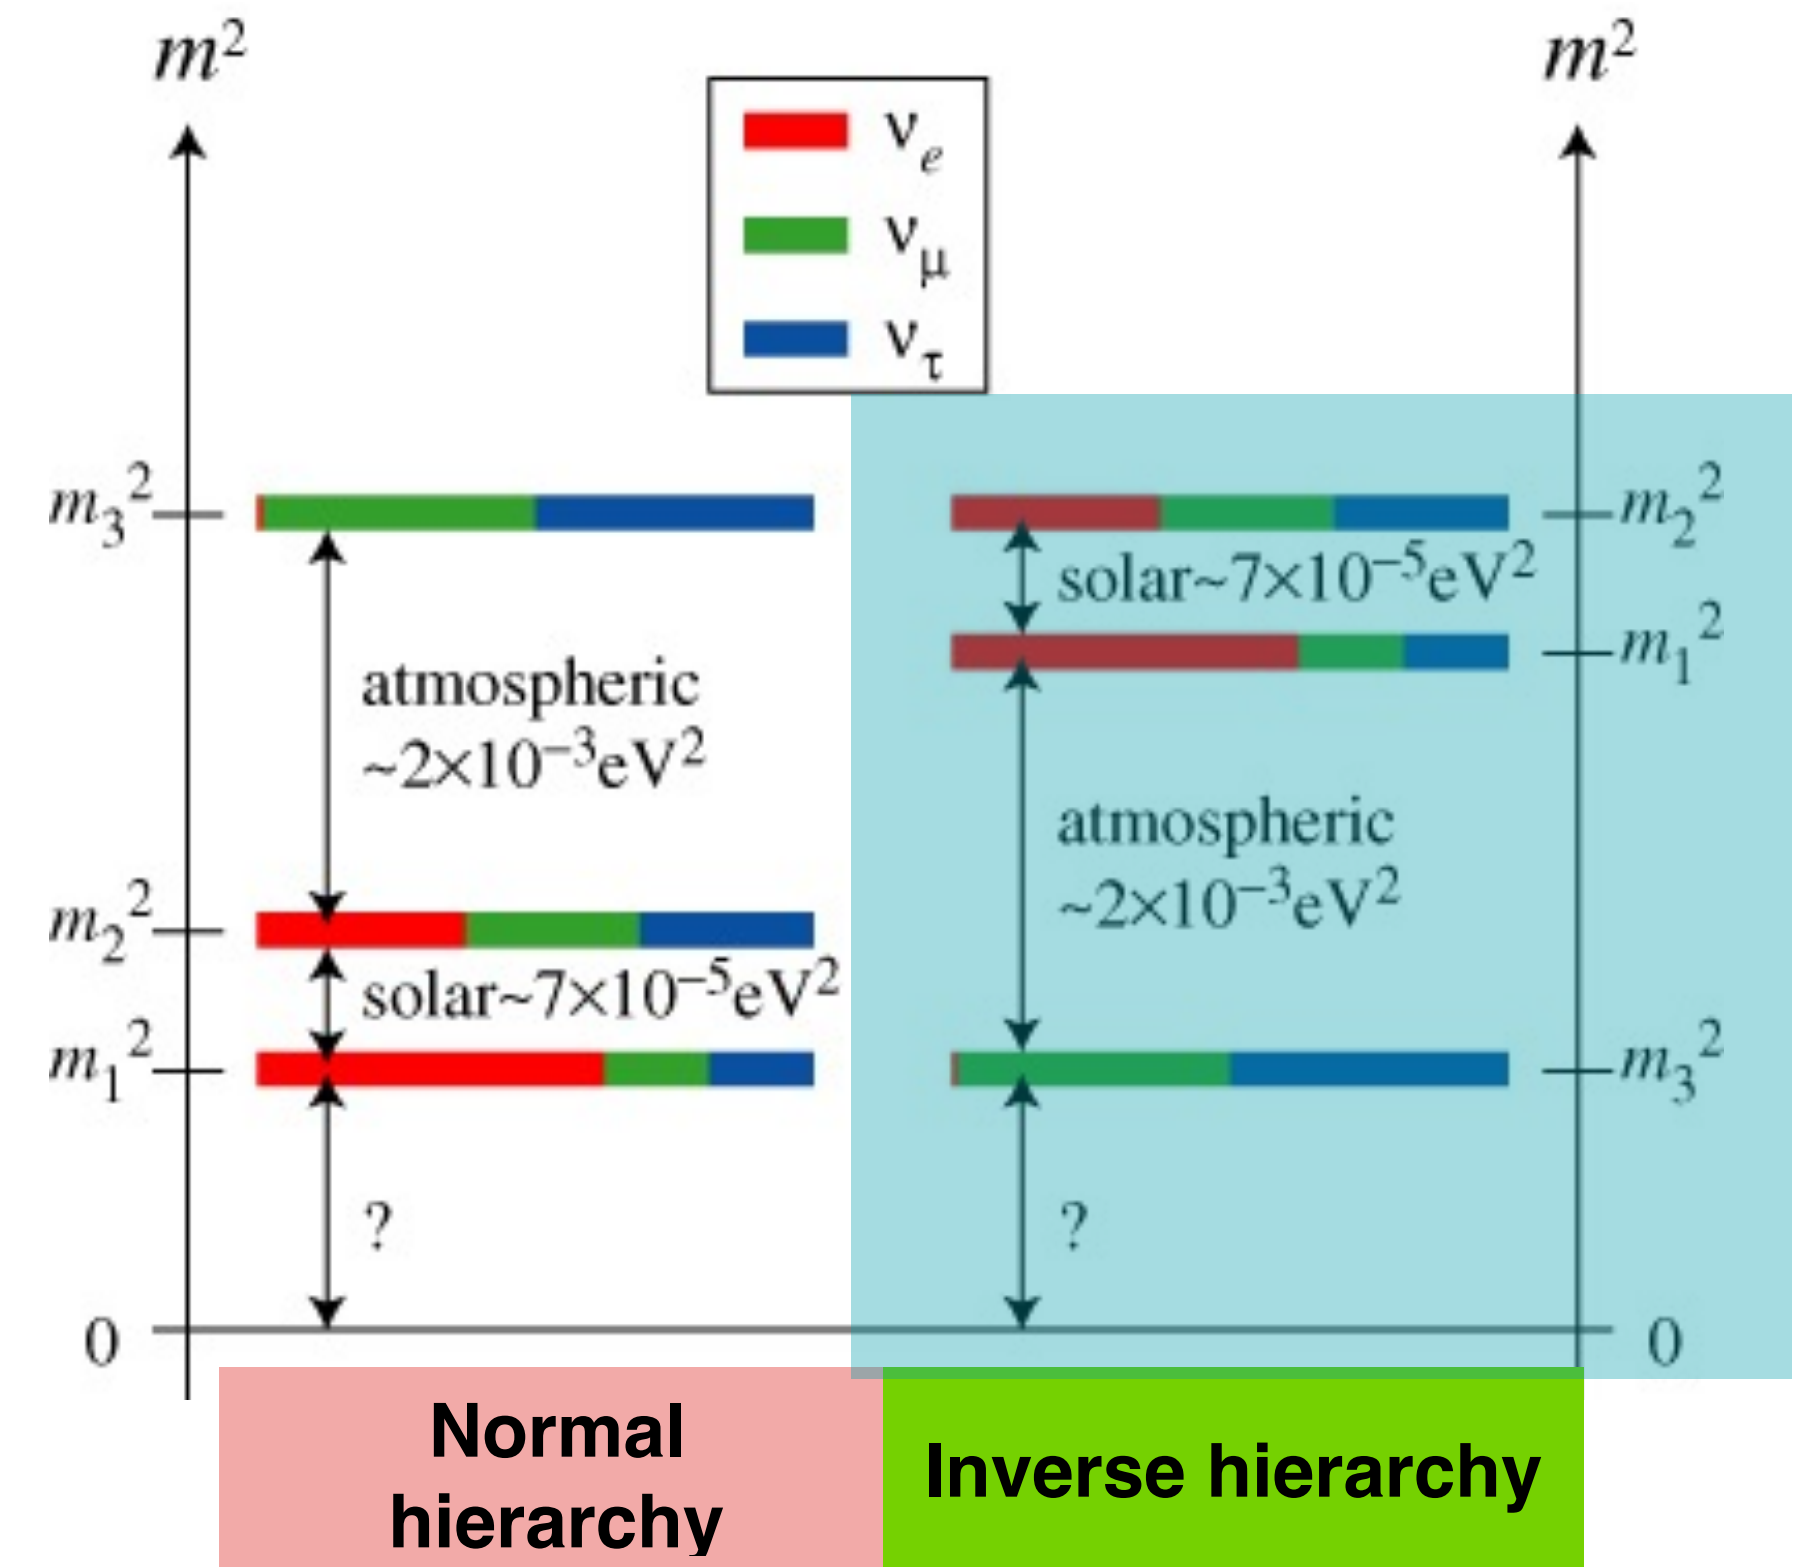 m²
m²
νe
νμ
ντ
m₃²
m₂²
solar~7×10⁻⁵eV²
m₁²
atmospheric
~2×10⁻³eV²
atmospheric
~2×10⁻³eV²
m₂²
solar~7×10⁻⁵eV²
m₁²
m₃²
?
?
0
0
Normal
hierarchy
Inverse hierarchy